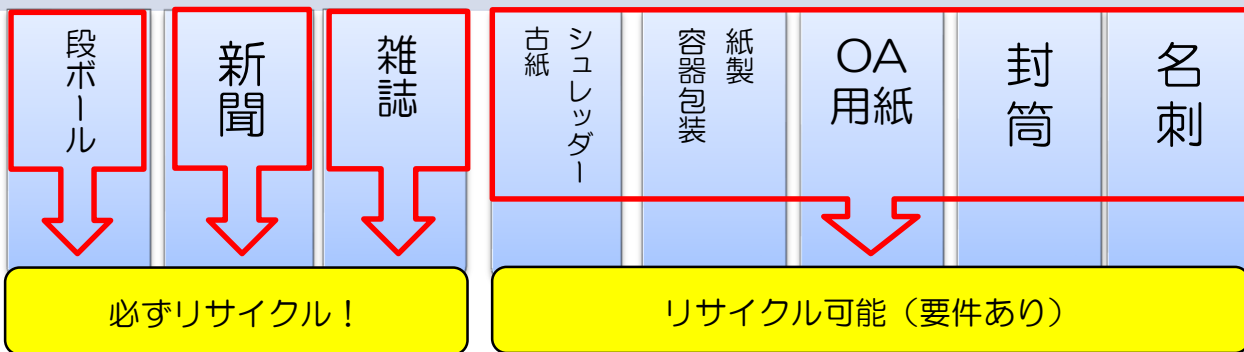 段ボール
新聞
雑誌
シュレッダー
古紙
紙製
容器包装
OA
用紙
封筒
名刺
必ずリサイクル！
リサイクル可能（要件あり）